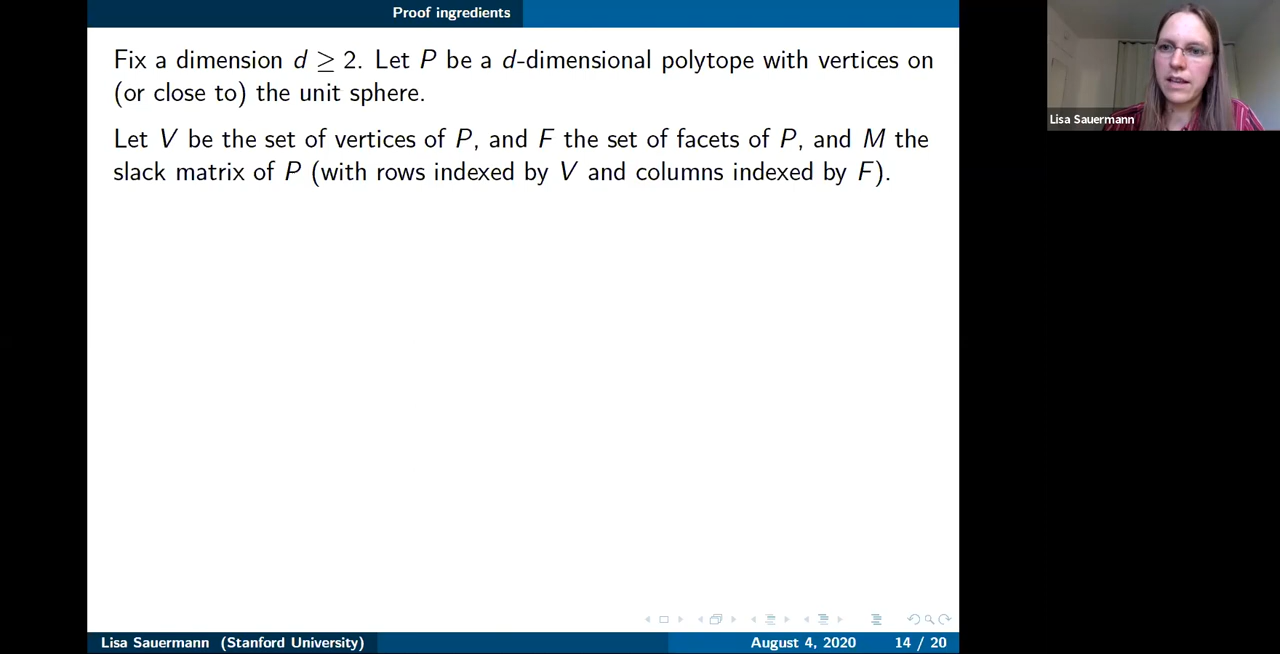 Proof ingredients
Fix a dimension d ≥ 2. Let P be a d-dimensional polytope with vertices on
(or close to) the unit sphere.
Let V be the set of vertices of P, and F the set of facets of P, and M the
slack matrix of P (with rows indexed by V and columns indexed by F).
Lisa Sauermann
Lisa Sauermann (Stanford University)
August 4, 2020
14 / 20